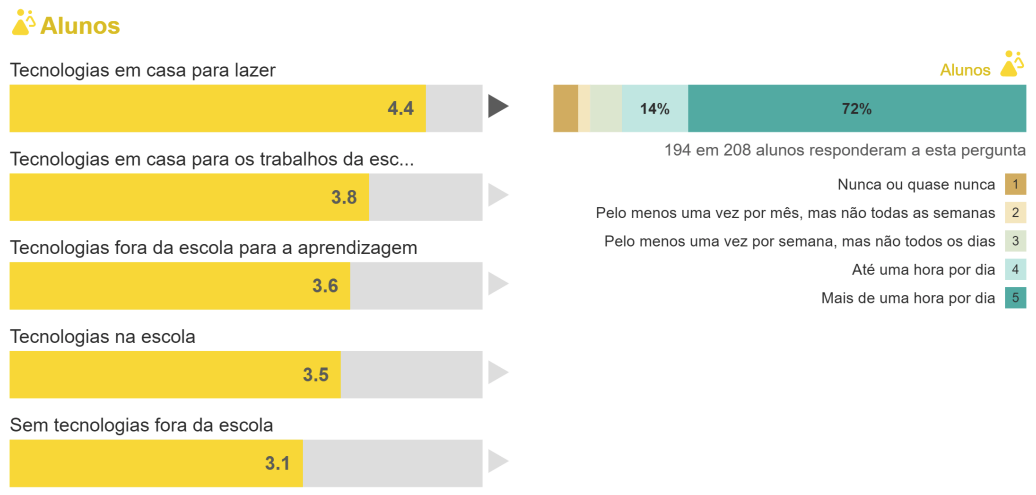 Alunos
Tecnologias em casa para lazer
4.4
Tecnologias em casa para os trabalhos da esc...
3.8
Tecnologias fora da escola para a aprendizagem
3.6
Tecnologias na escola
3.5
Sem tecnologias fora da escola
3.1
Alunos
14% 72%
194 em 208 alunos responderam a esta pergunta
Nunca ou quase nunca 1
Pelo menos uma vez por mês, mas não todas as semanas 2
Pelo menos uma vez por semana, mas não todos os dias 3
Até uma hora por dia 4
Mais de uma hora por dia 5